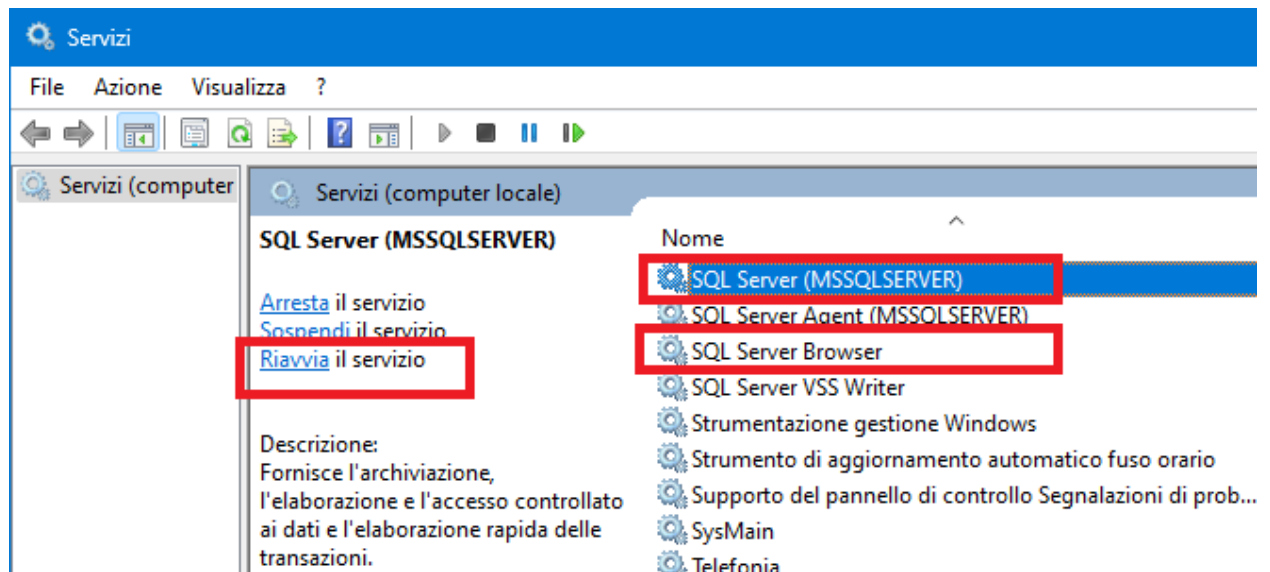 Servizi
File Azione Visualizza ?
Servizi (computer
Servizi (computer locale)
SQL Server (MSSQLSERVER)
Arresta il servizio
Sospendi il servizio
Riavvia il servizio
Descrizione:
Fornisce l'archiviazione,
l'elaborazione e l'accesso controllato
ai dati e l'elaborazione rapida delle
transazioni.
Nome
SQL Server (MSSQLSERVER)
SQL Server Agent (MSSQLSERVER)
SQL Server Browser
SQL Server VSS Writer
Strumentazione gestione Windows
Strumento di aggiornamento automatico fuso orario
Supporto del pannello di controllo Segnalazioni di prob...
SysMain
Telefonia